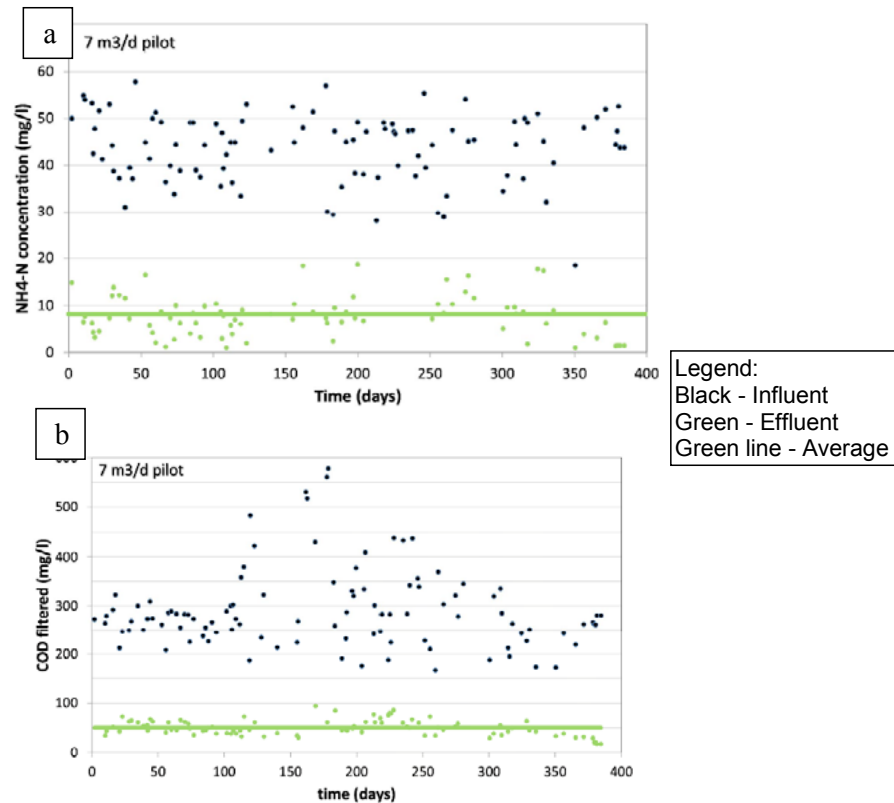 a
7 m3/d pilot
NH4-N concentration (mg/l)
60
50
40
30
20
10
0
0 50 100 150 200 250 300 350 400
Time (days)
Legend:
Black - Influent
Green - Effluent
Green line - Average
b
7 m3/d pilot
COD filtered (mg/l)
500
400
300
200
100
0
0 50 100 150 200 250 300 350 400
time (days)